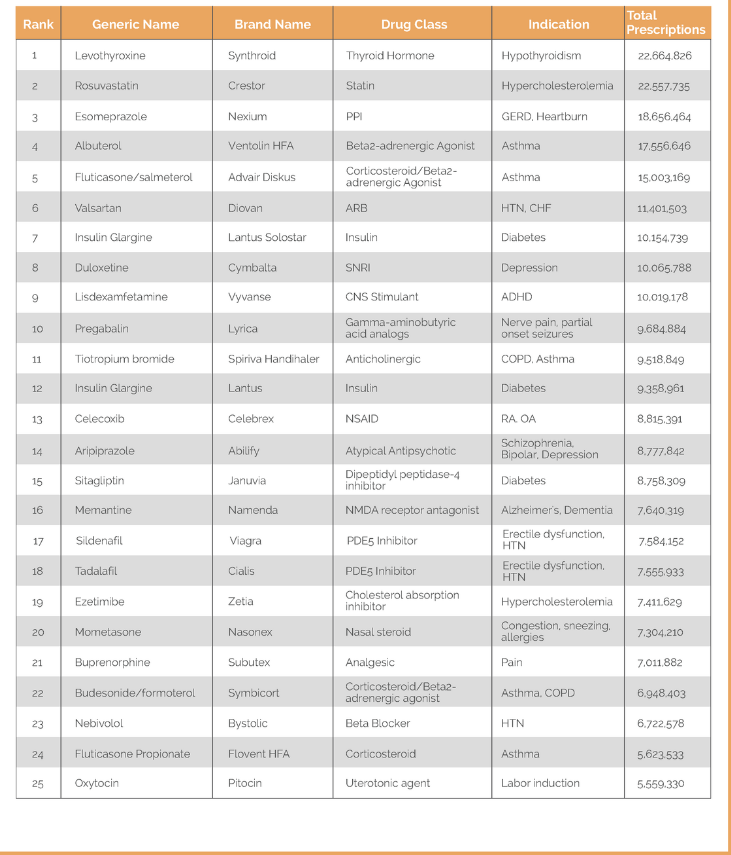 Rank Generic Name Brand Name Drug Class Indication Total Prescriptions
1 Levothyroxine Synthroid Thyroid Hormone Hypothyroidism 22,664,826
2 Rosuvastatin Crestor Statin Hypercholesterolemia 22,557,735
3 Esomeprazole Nexium PPI GERD, Heartburn 18,656,464
4 Albuterol Ventolin HFA Beta2-adrenergic Agonist Asthma 17,556,646
5 Fluticasone/salmeterol Advair Diskus Corticosteroid/Beta2-adrenergic Agonist Asthma 15,003,169
6 Valsartan Diovan ARB HTN, CHF 11,401,503
7 Insulin Glargine Lantus Solostar Insulin Diabetes 10,154,739
8 Duloxetine Cymbalta SNRI Depression 10,065,788
9 Lisdexamfetamine Vyvanse CNS Stimulant ADHD 10,019,178
10 Pregabalin Lyrica Gamma-aminobutyric acid analogs Nerve pain, partial onset seizures 9,684,884
11 Tiotropium bromide Spiriva Handihaler Anticholinergic COPD, Asthma 9,518,849
12 Insulin Glargine Lantus Insulin Diabetes 9,358,961
13 Celecoxib Celebrex NSAID RA, OA 8,815,391
14 Aripiprazole Abilify Atypical Antipsychotic Schizophrenia, Bipolar, Depression 8,777,842
15 Sitagliptin Januvia Dipeptidyl peptidase-4 inhibitor Diabetes 8,758,309
16 Memantine Namenda NMDA receptor antagonist Alzheimer's, Dementia 7,640,319
17 Sildenafil Viagra PDE5 Inhibitor Erectile dysfunction, HTN 7,584,152
18 Tadalafil Cialis PDE5 Inhibitor Erectile dysfunction, HTN 7,555,933
19 Ezetimibe Zetia Cholesterol absorption inhibitor Hypercholesterolemia 7,411,629
20 Mometasone Nasonex Nasal steroid Congestion, sneezing, allergies 7,304,210
21 Buprenorphine Subutex Analgesic Pain 7,011,882
22 Budesonide/formoterol Symbicort Corticosteroid/Beta2-adrenergic agonist Asthma, COPD 6,948,403
23 Nebivolol Bystolic Beta Blocker HTN 6,722,578
24 Fluticasone Propionate Flovent HFA Corticosteroid Asthma 5,623,533
25 Oxytocin Pitocin Uterotonic agent Labor induction 5,559,330